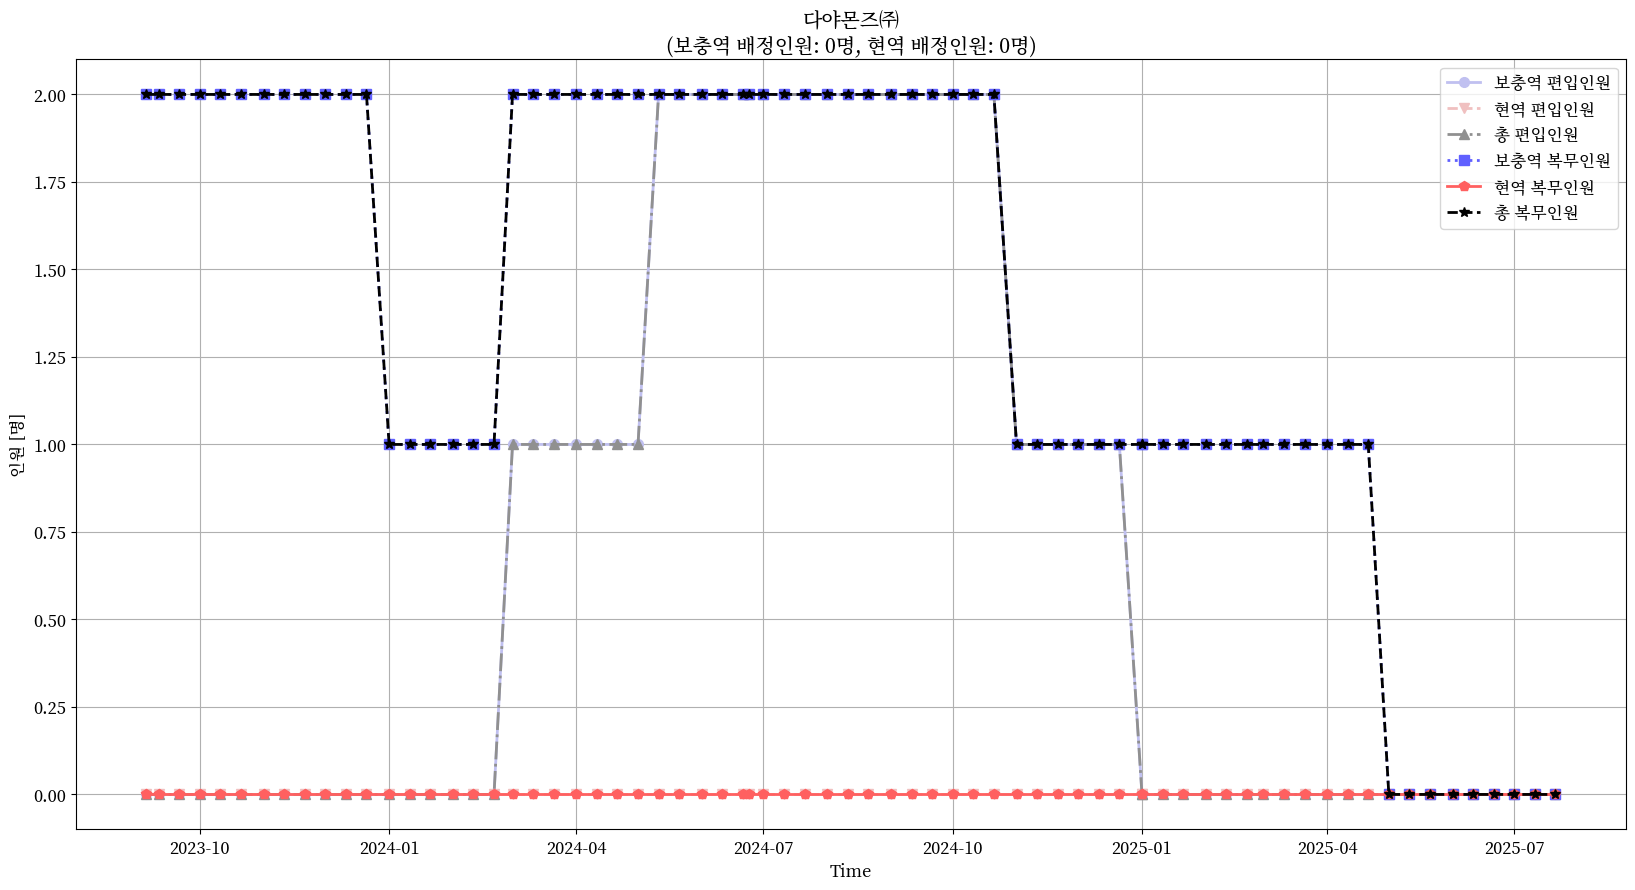 다야몬즈㈜
(보충역 배정인원: 0명, 현역 배정인원: 0명)
보충역 편입인원
현역 편입인원
총 편입인원
보충역 복무인원
현역 복무인원
총 복무인원
인원 [명]
2.00
1.75
1.50
1.25
1.00
0.75
0.50
0.25
0.00
2023-10
2024-01
2024-04
2024-07
2024-10
2025-01
2025-04
2025-07
Time